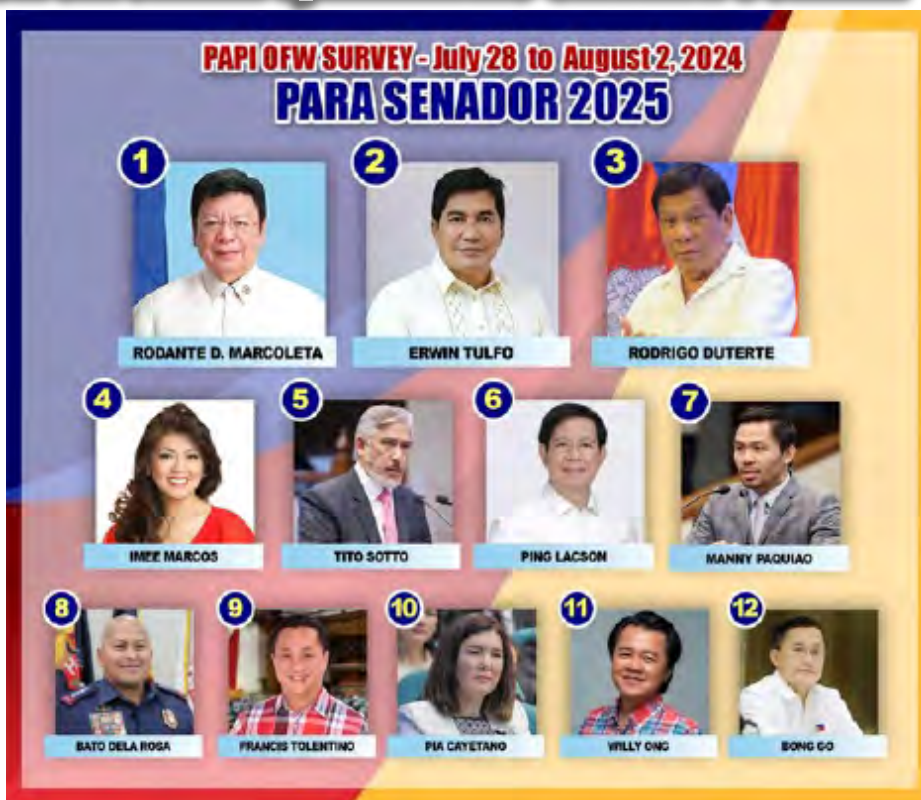 PAPI OFW SURVEY - July 28 to August 2, 2024
PARA SENADOR 2025
1
2
3
RODANTE D. MARCOLETA
ERWIN TULFO
RODRIGO DUTERTE
4
5
6
7
IMEE MARCOS
TITO SOTTO
PING LACSON
MANNY PAQUIAO
8
9
10
11
12
BATO DELA ROSA
FRANCIS TOLENTINO
PIA CAYETANO
WILLY ONG
BONG GO